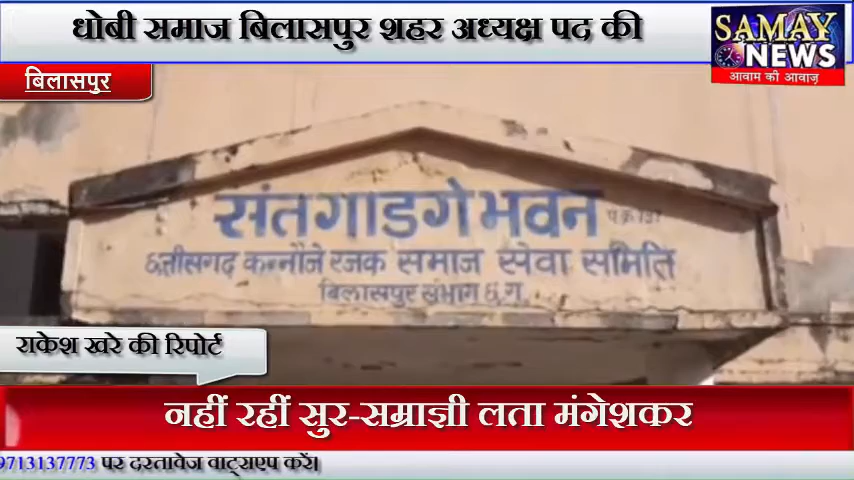 धोबी समाज बिलासपुर शहर अध्यक्ष पद की
SAMAY
NEWS
आवाम की आवाज़
बिलासपुर
संत गाडगे भवन
प.क्र.197
छत्तीसगढ़ कन्नौजे रजक समाज सेवा समिति
बिलासपुर संभाग छ.ग.
राकेश खरे की रिपोर्ट
नहीं रहीं सुर-सम्राज्ञी लता मंगेशकर
9713137773 पर दस्तावेज वाट्सएप करें।